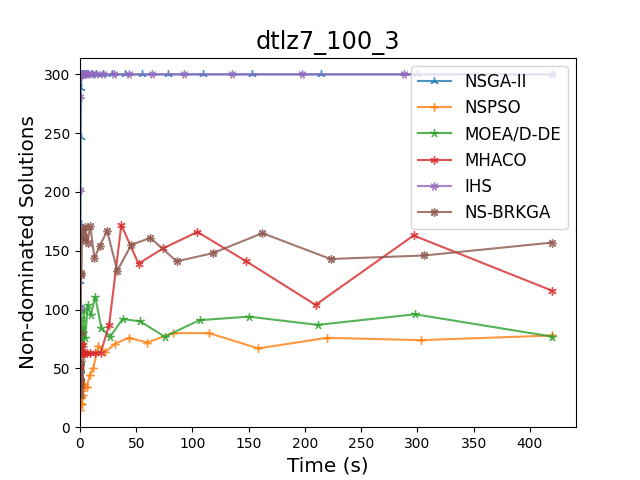 dtlz7_100_3
Non-dominated Solutions
300
250
200
150
100
50
0
NSGA-II
NSPSO
MOEA/D-DE
MHACO
IHS
NS-BRKGA
0 50 100 150 200 250 300 350 400
Time (s)